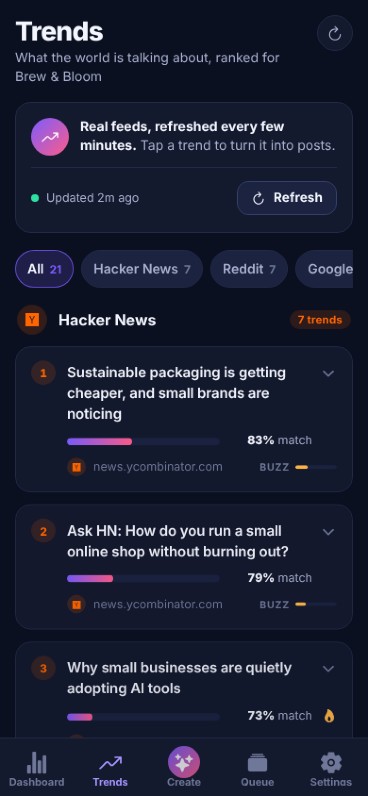 Trends
What the world is talking about, ranked for
Brew & Bloom
Real feeds, refreshed every few
minutes. Tap a trend to turn it into posts.
Updated 2m ago
Refresh
All 21
Hacker News 7
Reddit 7
Google
Y
Hacker News
7 trends
1
Sustainable packaging is getting
cheaper, and small brands are
noticing
83% match
Y
news.ycombinator.com
BUZZ
2
Ask HN: How do you run a small
online shop without burning out?
79% match
Y
news.ycombinator.com
BUZZ
3
Why small businesses are quietly
adopting AI tools
73% match
Dashboard
Trends
Create
Queue
Settings